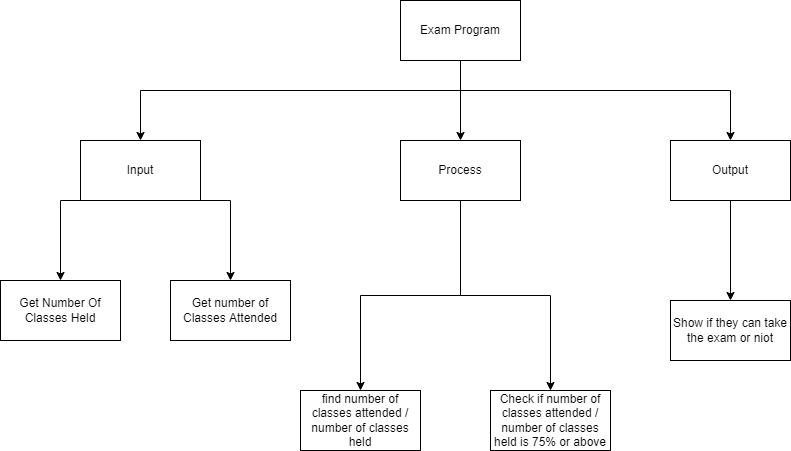 Exam Program
Input
Process
Output
Get Number Of
Classes Held
Get number of
Classes Attended
Show if they can take
the exam or niot
find number of
classes attended /
number of classes
held
Check if number of
classes attended /
number of classes
held is 75% or above